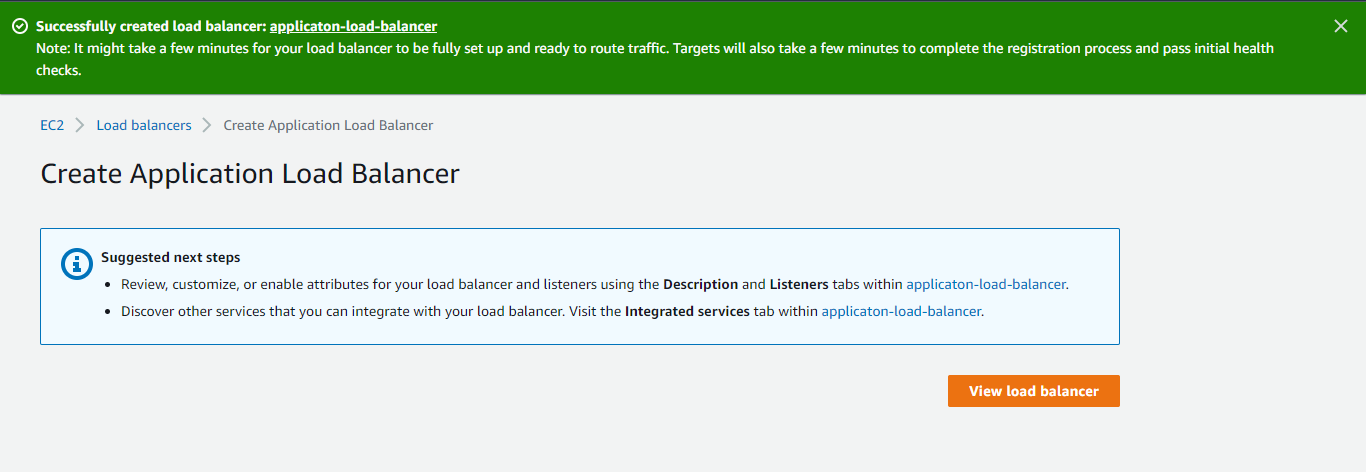 Successfully created load balancer: applicaton-load-balancer
Note: It might take a few minutes for your load balancer to be fully set up and ready to route traffic. Targets will also take a few minutes to complete the registration process and pass initial health
checks.
EC2 > Load balancers > Create Application Load Balancer
Create Application Load Balancer
Suggested next steps
• Review, customize, or enable attributes for your load balancer and listeners using the Description and Listeners tabs within applicaton-load-balancer.
• Discover other services that you can integrate with your load balancer. Visit the Integrated services tab within applicaton-load-balancer.
View load balancer